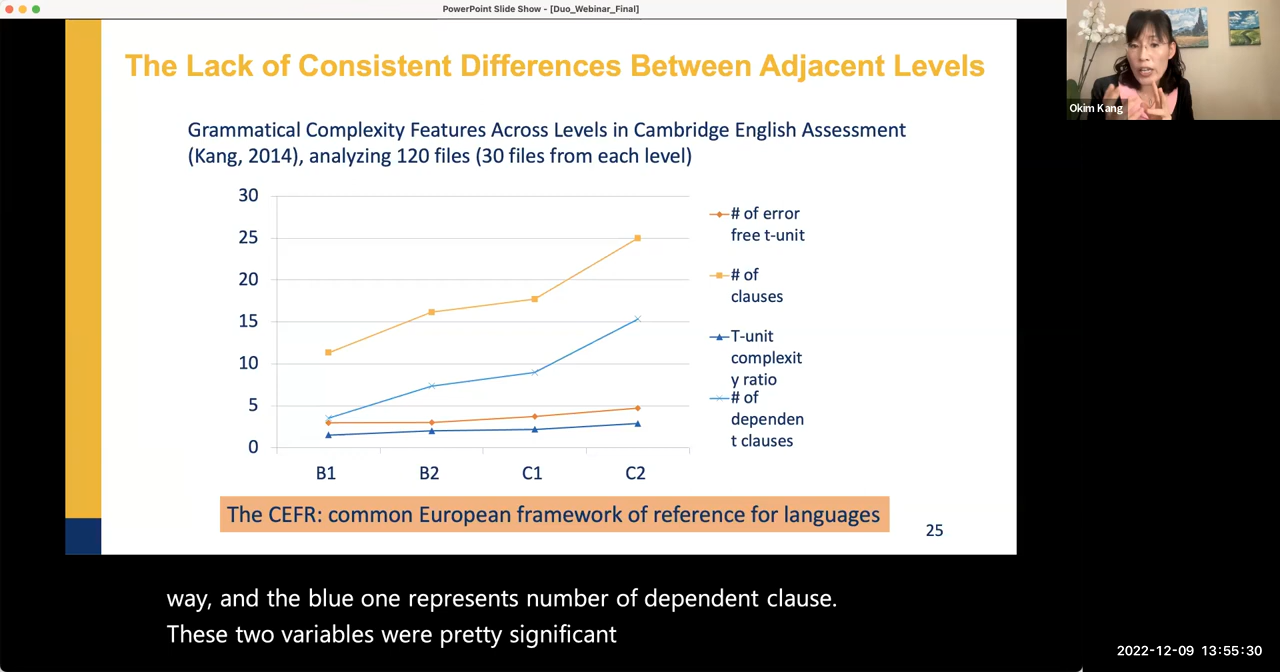 PowerPoint Slide Show - [Duo_Webinar_Final]
The Lack of Consistent Differences Between Adjacent Levels
Okim Kang
Grammatical Complexity Features Across Levels in Cambridge English Assessment
(Kang, 2014), analyzing 120 files (30 files from each level)
30
25
20
15
10
5
0
B1 B2 C1 C2
# of error
free t-unit
# of
clauses
T-unit
complexit
y ratio
# of
dependen
t clauses
The CEFR: common European framework of reference for languages
25
way, and the blue one represents number of dependent clause.
These two variables were pretty significant
2022-12-09 13:55:30